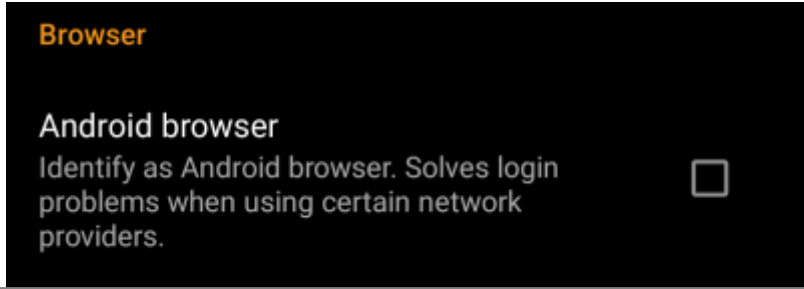 Browser
Android browser
Identify as Android browser. Solves login
problems when using certain network
providers.